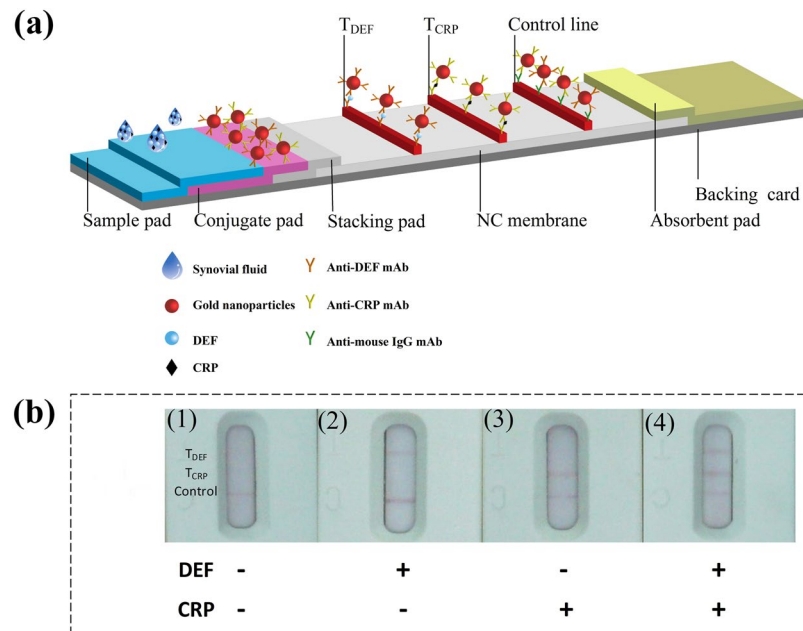 (a)
T_DEF
T_CRP
Control line
Sample pad
Conjugate pad
Stacking pad
NC membrane
Absorbent pad
Backing card
Synovial fluid
Anti-DEF mAb
Gold nanoparticles
Anti-CRP mAb
DEF
Anti-mouse IgG mAb
CRP
(b)
(1) (2) (3) (4)
T_DEF
T_CRP
Control
DEF - + - +
CRP - - + +